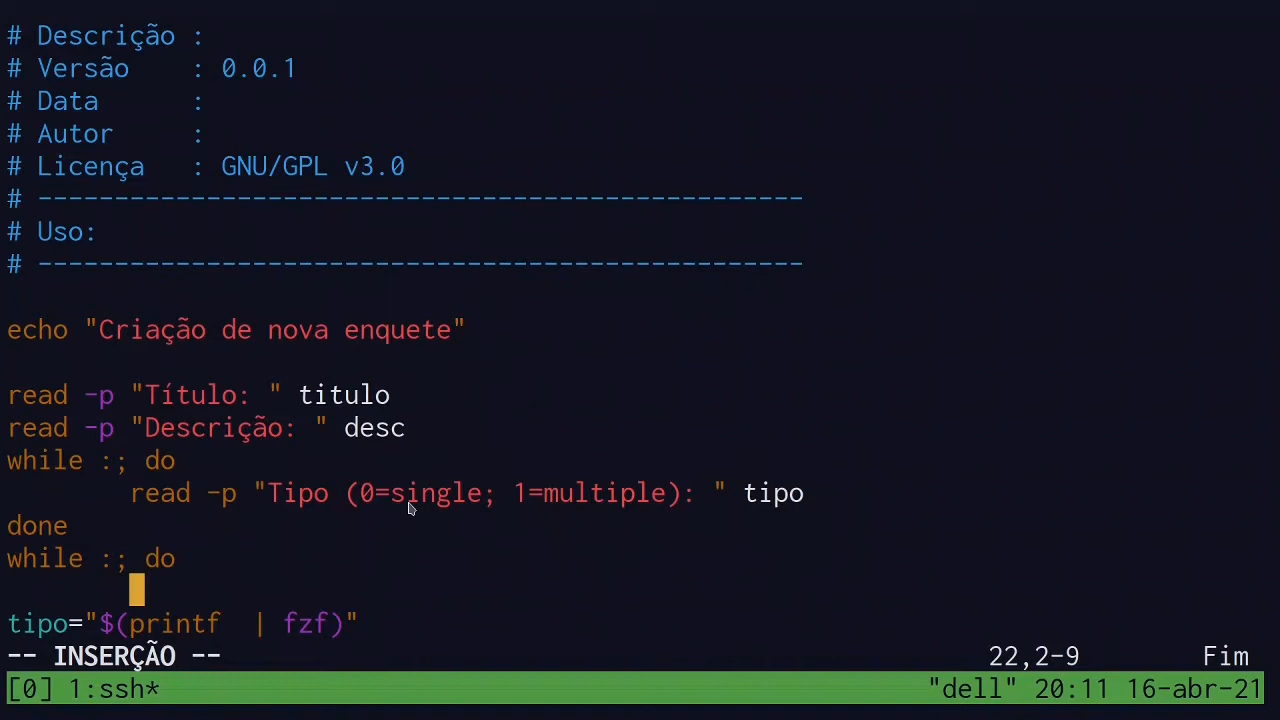 # Descrição :
# Versão    : 0.0.1
# Data      :
# Autor     :
# Licença   : GNU/GPL v3.0
# --------------------------------------------------
# Uso:
# --------------------------------------------------
echo "Criação de nova enquete"
read -p "Título: " titulo
read -p "Descrição: " desc
while :; do
        read -p "Tipo (0=single; 1=multiple): " tipo
done
while :; do
tipo="$(printf  | fzf)"
-- INSERÇÃO --                                                  22,2-9        Fim
[0] 1:ssh*                                                  "dell" 20:11 16-abr-21